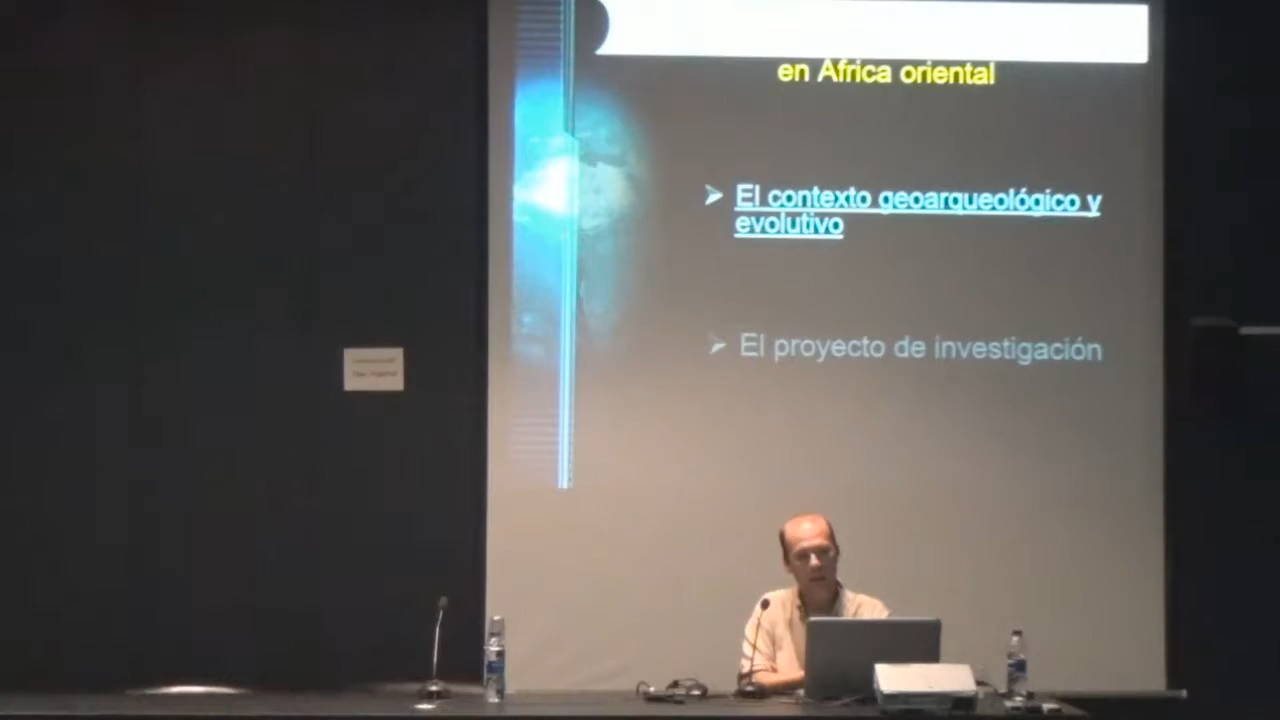 en Africa oriental
El contexto geoarqueológico y
evolutivo
El proyecto de investigación